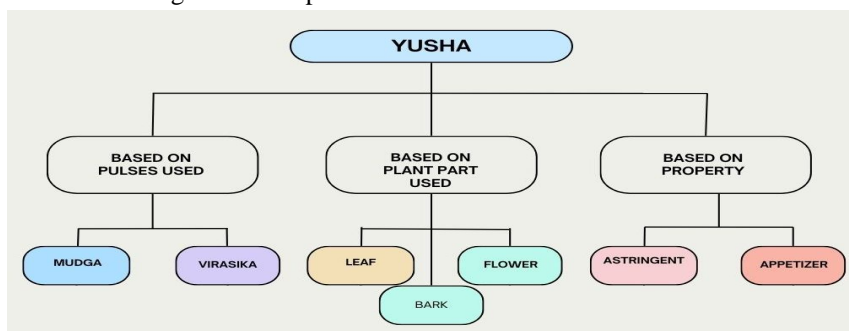 YUSHA
BASED ON
PULSES USED
BASED ON
PLANT PART
USED
BASED ON
PROPERTY
MUDGA
VIRASIKA
LEAF
BARK
FLOWER
ASTRINGENT
APPETIZER